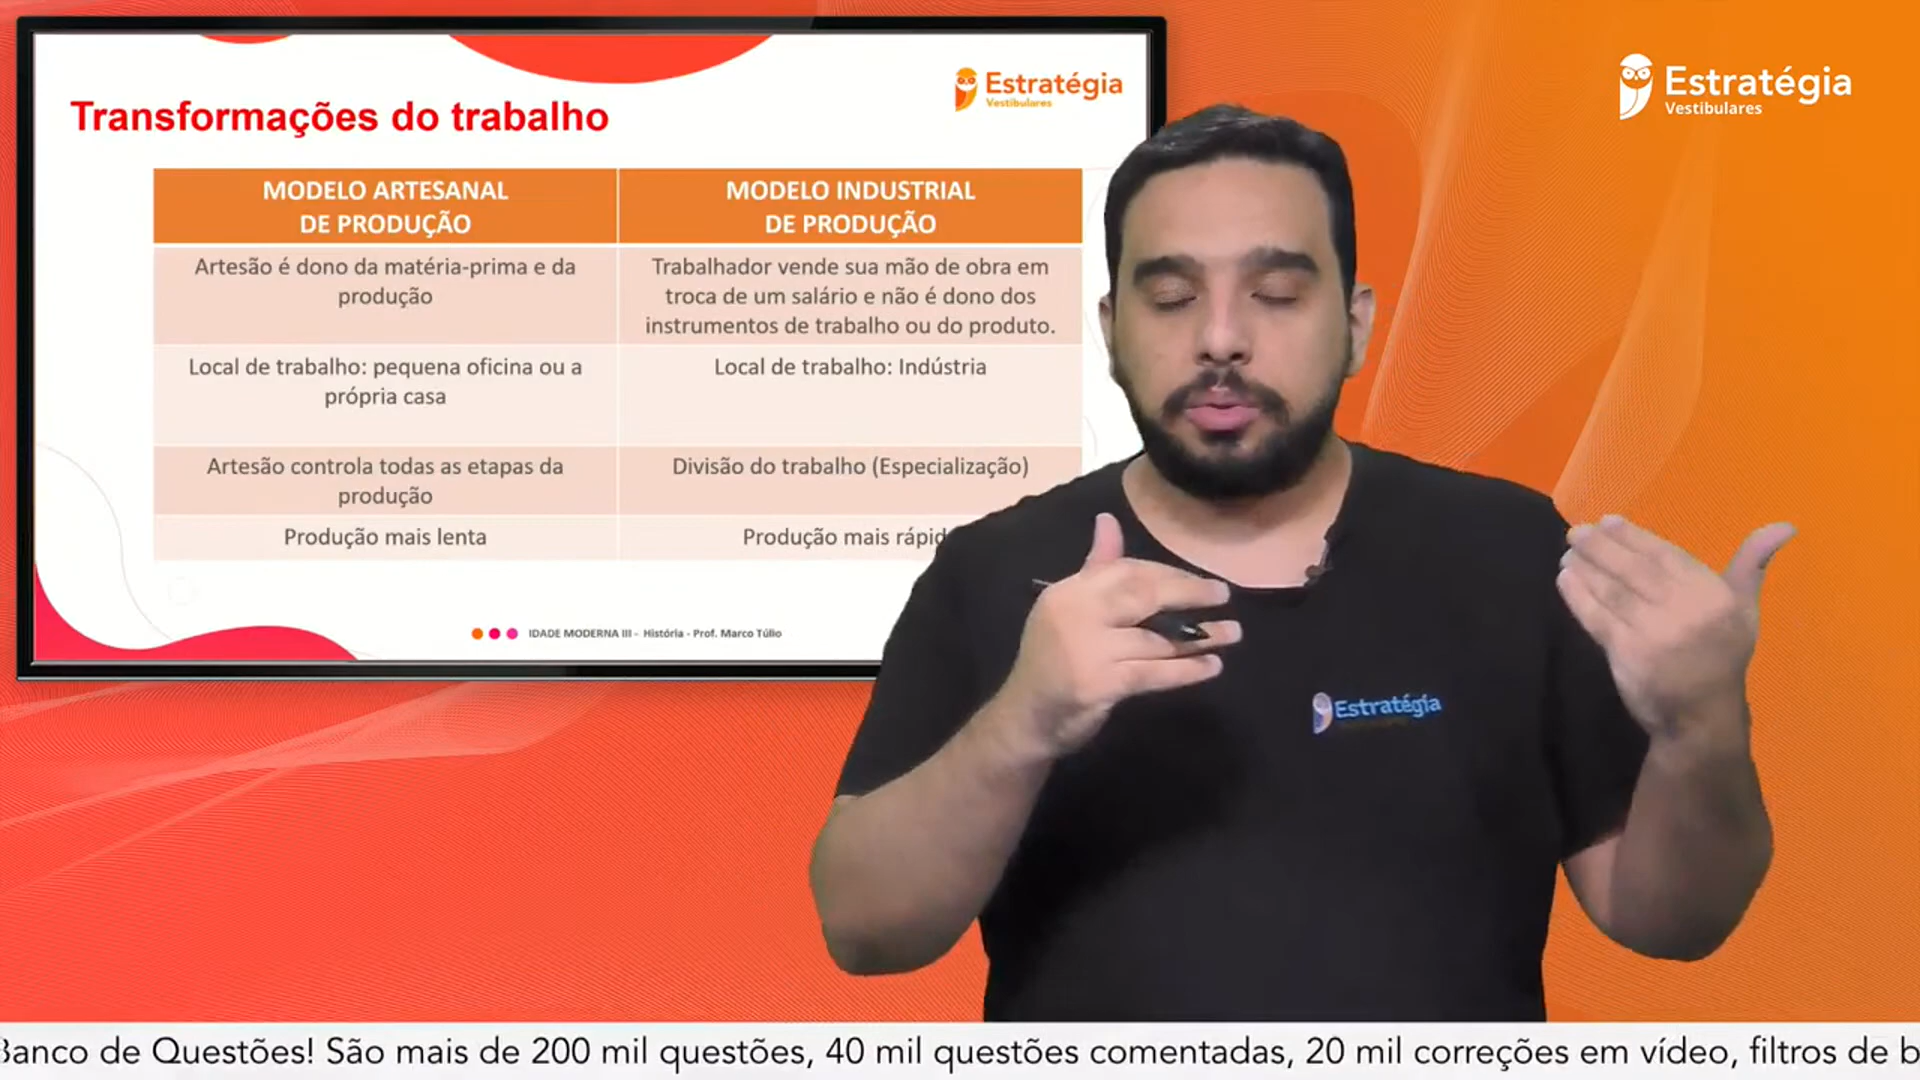 Transformações do trabalho
Estratégia
Vestibulares
Estratégia
Vestibulares
MODELO ARTESANAL
DE PRODUÇÃO
MODELO INDUSTRIAL
DE PRODUÇÃO
Artesão é dono da matéria-prima e da
produção
Trabalhador vende sua mão de obra em
troca de um salário e não é dono dos
instrumentos de trabalho ou do produto.
Local de trabalho: pequena oficina ou a
própria casa
Local de trabalho: Indústria
Artesão controla todas as etapas da
produção
Divisão do trabalho (Especialização)
Produção mais lenta
Produção mais
IDADE MODERNA III - História - Prof. Marco Túlio
Estratégia
de Questões! São mais de 200 mil questões, 40 mil questões comentadas, 20 mil correções em vídeo, filtros de